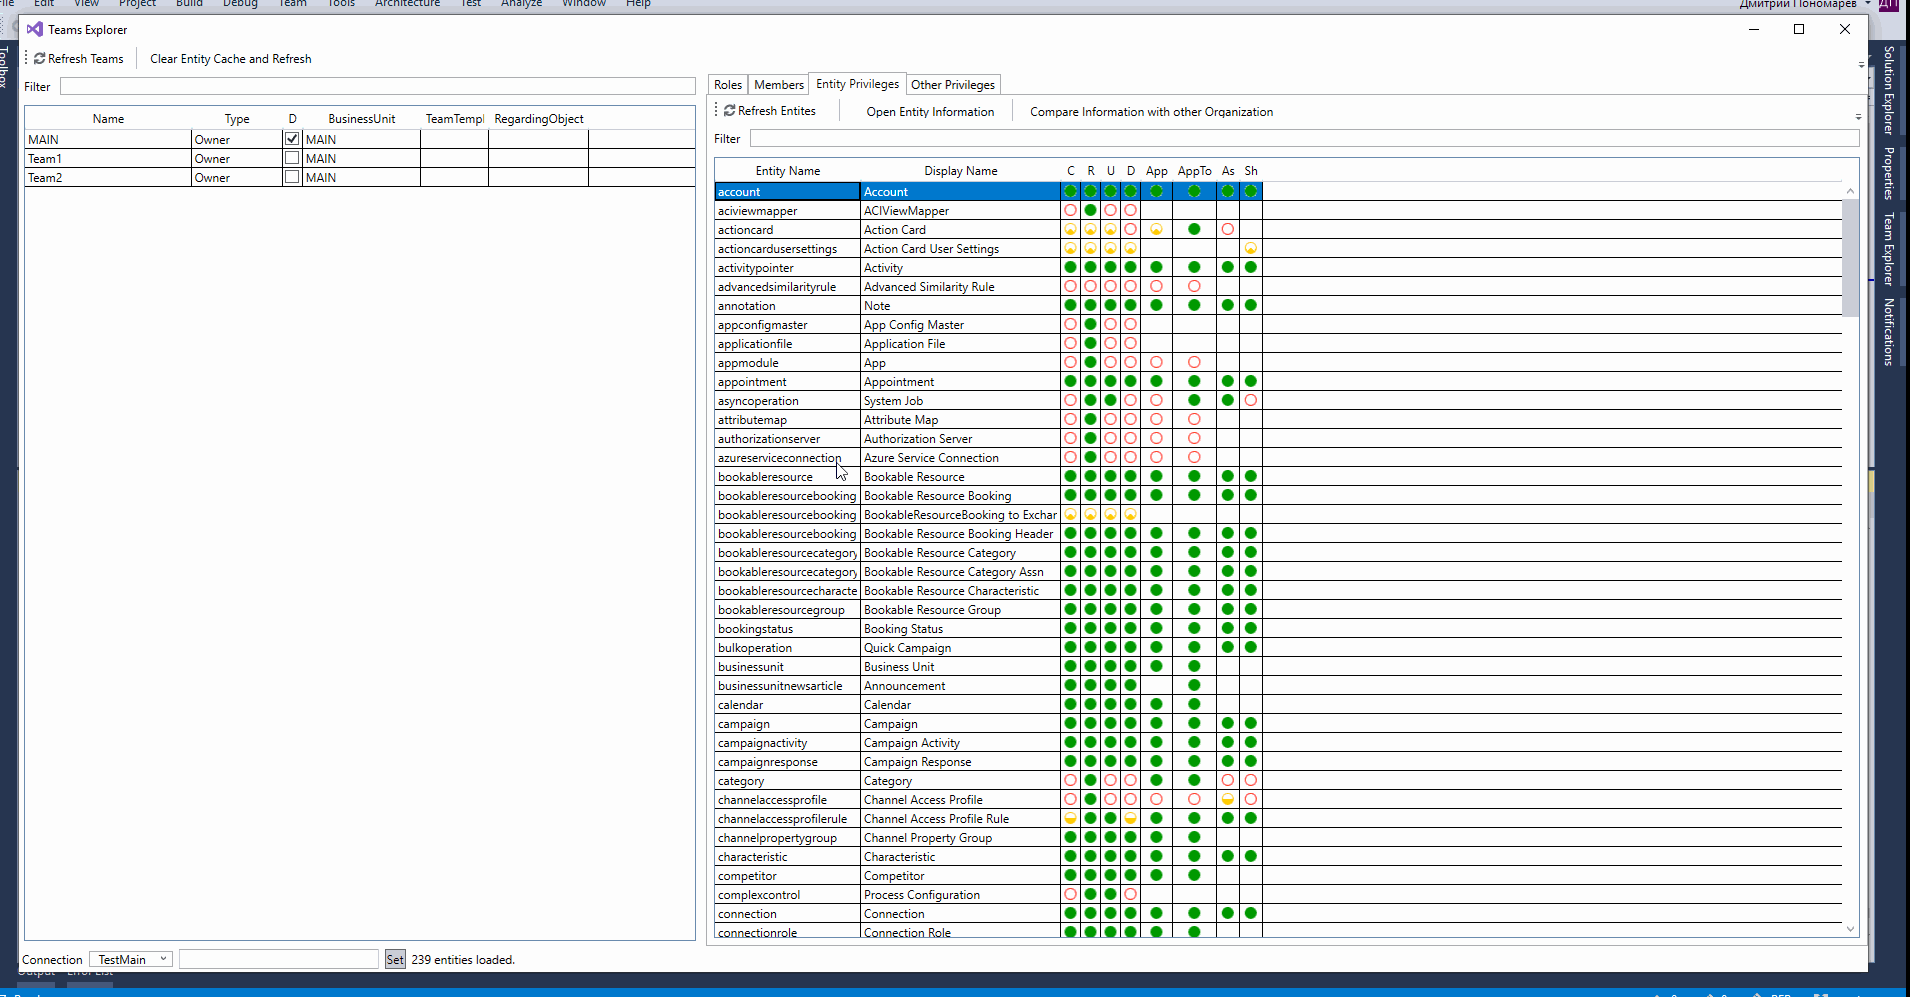 File Edit View Project Build Debug Team Tools Architecture Test Analyze Window Help
Дмитрий Пономарев ДП
Teams Explorer
Refresh Teams Clear Entity Cache and Refresh
Filter
Name Type D BusinessUnit TeamTempl RegardingObject
MAIN Owner MAIN
Team1 Owner MAIN
Team2 Owner MAIN
Roles Members Entity Privileges Other Privileges
Refresh Entites Open Entity Information Compare Information with other Organization
Filter
Entity Name Display Name C R U D App AppTo As Sh
account Account
aciviewmapper ACIViewMapper
actioncard Action Card
actioncardusersettings Action Card User Settings
activitypointer Activity
advancedsimilarityrule Advanced Similarity Rule
annotation Note
appconfigmaster App Config Master
applicationfile Application File
appmodule App
appointment Appointment
asyncoperation System Job
attributemap Attribute Map
authorizationserver Authorization Server
azureserviceconnection Azure Service Connection
bookableresource Bookable Resource
bookableresourcebooking Bookable Resource Booking
bookableresourcebooking BookableResourceBooking to Exchar
bookableresourcebooking Bookable Resource Booking Header
bookableresourcecategory Bookable Resource Category
bookableresourcecategory Bookable Resource Category Assn
bookableresourcecharacte Bookable Resource Characteristic
bookableresourcegroup Bookable Resource Group
bookingstatus Booking Status
bulkoperation Quick Campaign
businessunit Business Unit
businessunitnewsarticle Announcement
calendar Calendar
campaign Campaign
campaignactivity Campaign Activity
campaignresponse Campaign Response
category Category
channelaccessprofile Channel Access Profile
channelaccessprofilerule Channel Access Profile Rule
channelpropertygroup Channel Property Group
characteristic Characteristic
competitor Competitor
complexcontrol Process Configuration
connection Connection
connectionrole Connection Role
Connection TestMain Set 239 entities loaded.
Output Error List
Toolbox
Solution Explorer
Properties
Team Explorer
Notifications